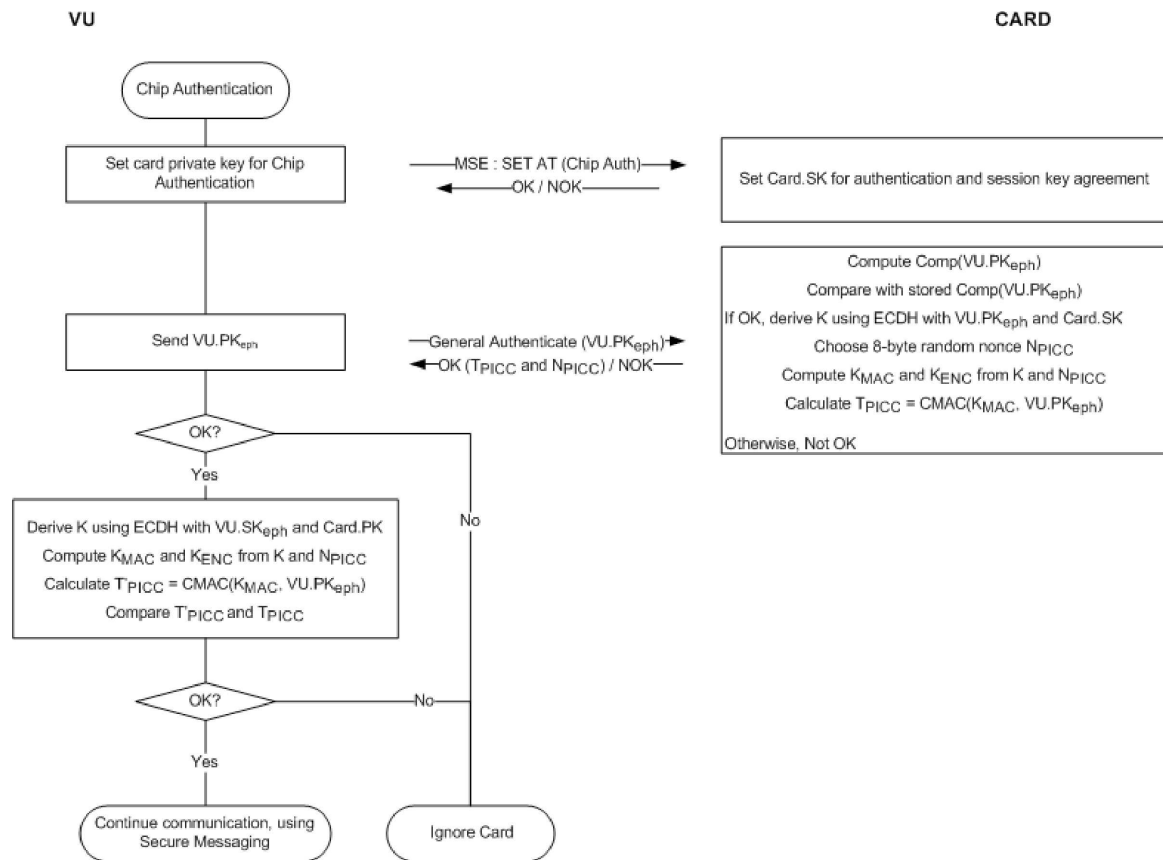 VU
CARD
Chip Authentication
Set card private key for Chip
Authentication
MSE : SET AT (Chip Auth)
OK / NOK
Set Card.SK for authentication and session key agreement
Compute Comp(VU.PKeph)
Compare with stored Comp(VU.PKeph)
If OK, derive K using ECDH with VU.PKeph and Card.SK
Choose 8-byte random nonce NPICC
Compute KMAC and KENC from K and NPICC
Calculate TPICC = CMAC(KMAC, VU.PKeph)
Otherwise, Not OK
Send VU.PKeph
General Authenticate (VU.PKeph)
OK (TPICC and NPICC) / NOK
OK?
Yes
No
Derive K using ECDH with VU.SKeph and Card.PK
Compute KMAC and KENC from K and NPICC
Calculate T'PICC = CMAC(KMAC, VU.PKeph)
Compare T'PICC and TPICC
OK?
No
Yes
Continue communication, using
Secure Messaging
Ignore Card